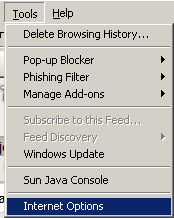 Tools Help
Delete Browsing History...
Pop-up Blocker
Phishing Filter
Manage Add-ons
Subscribe to this Feed...
Feed Discovery
Windows Update
Sun Java Console
Internet Options